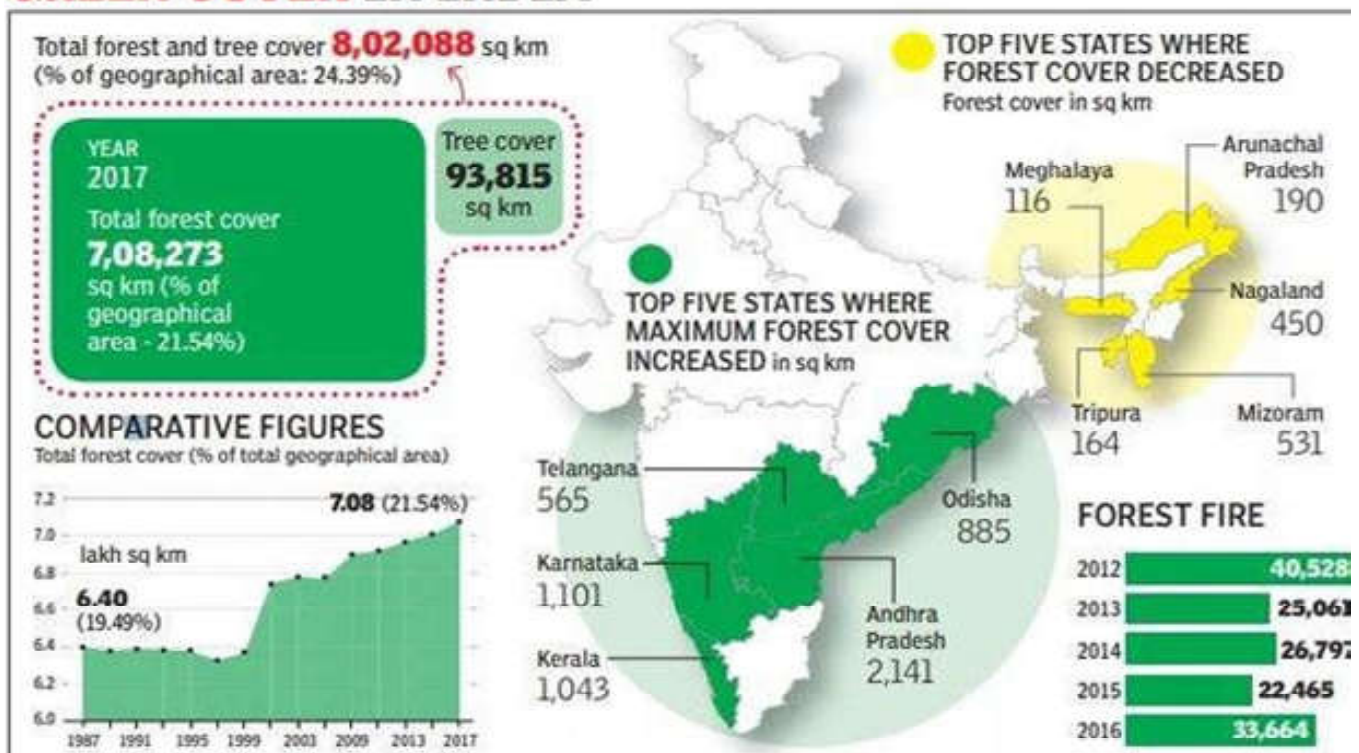 Total forest and tree cover 8,02,088 sq km
(% of geographical area: 24.39%)
YEAR
2017
Total forest cover
7,08,273
sq km (% of
geographical
area - 21.54%)
Tree cover
93,815
sq km
COMPARATIVE FIGURES
Total forest cover (% of total geographical area)
7.2
7.0
6.8
6.6
6.4
6.2
6.0
lakh sq km
6.40
(19.49%)
7.08 (21.54%)
1987 1991 1995 1999 2003 2009 2013 2017
TOP FIVE STATES WHERE
MAXIMUM FOREST COVER
INCREASED in sq km
Telangana
565
Karnataka
1,101
Kerala
1,043
Odisha
885
Andhra
Pradesh
2,141
TOP FIVE STATES WHERE
FOREST COVER DECREASED
Forest cover in sq km
Meghalaya
116
Arunachal
Pradesh
190
Nagaland
450
Tripura
164
Mizoram
531
FOREST FIRE
2012 40,528
2013 25,061
2014 26,797
2015 22,465
2016 33,664